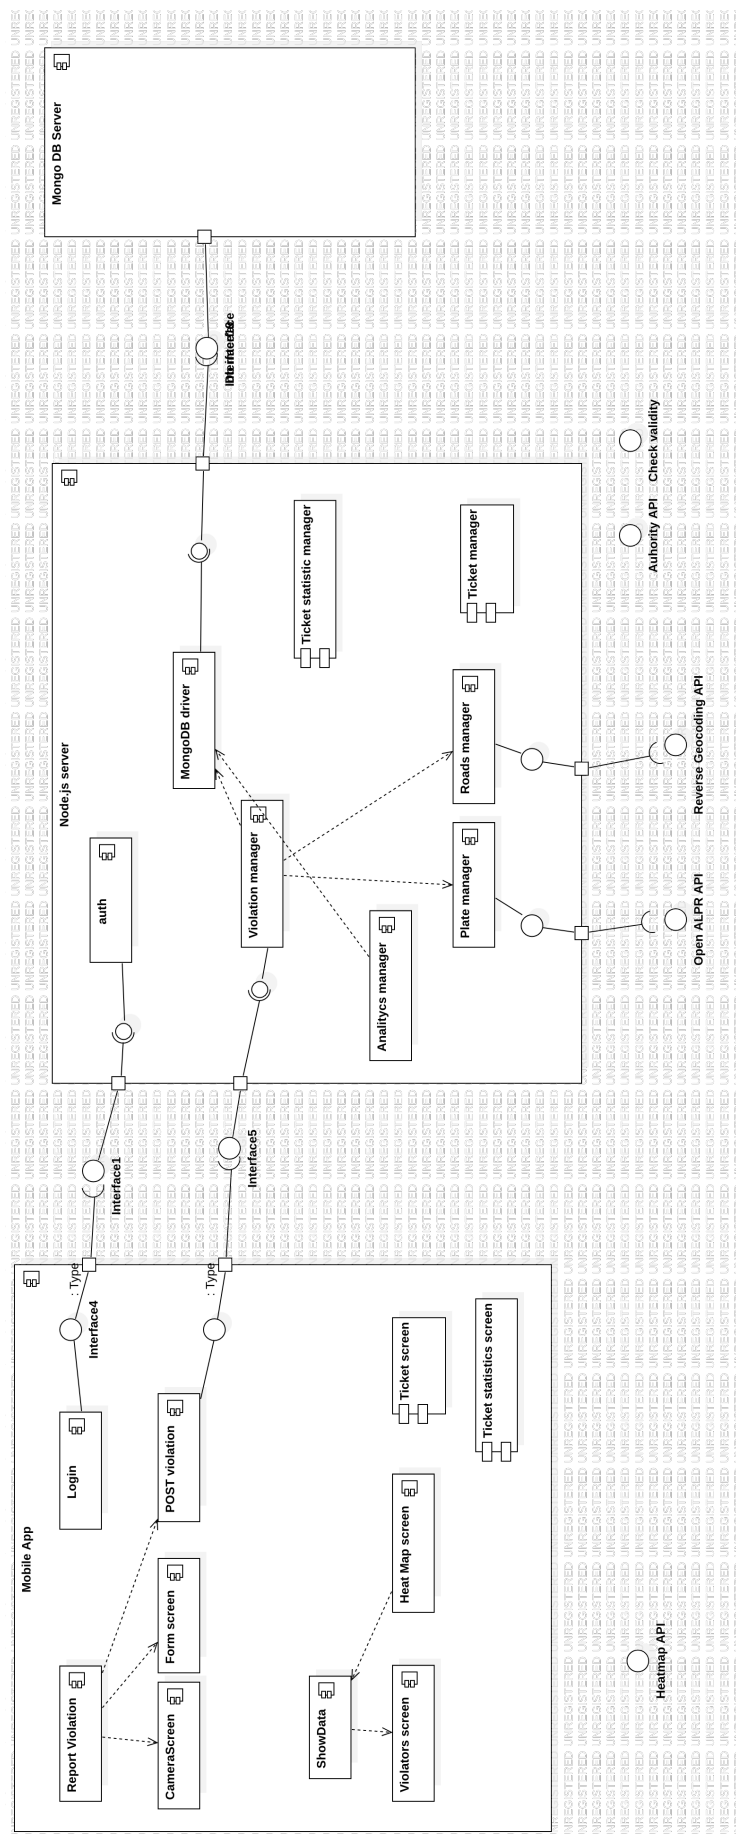 Mongo DB Server
Node.js server
auth
MongoDB driver
Violation manager
Ticket statistic manager
Analitycs manager
Plate manager
Roads manager
Ticket manager
Auhority API
Check validity
Open ALPR API
Reverse Geocoding API
Interface1
Interface5
Mobile App
: Type
: Type
Interface4
Login
Report Violation
POST violation
Form screen
CameraScreen
ShowData
Heat Map screen
Violators screen
Ticket screen
Ticket statistics screen
Heatmap API
UNREGISTERED